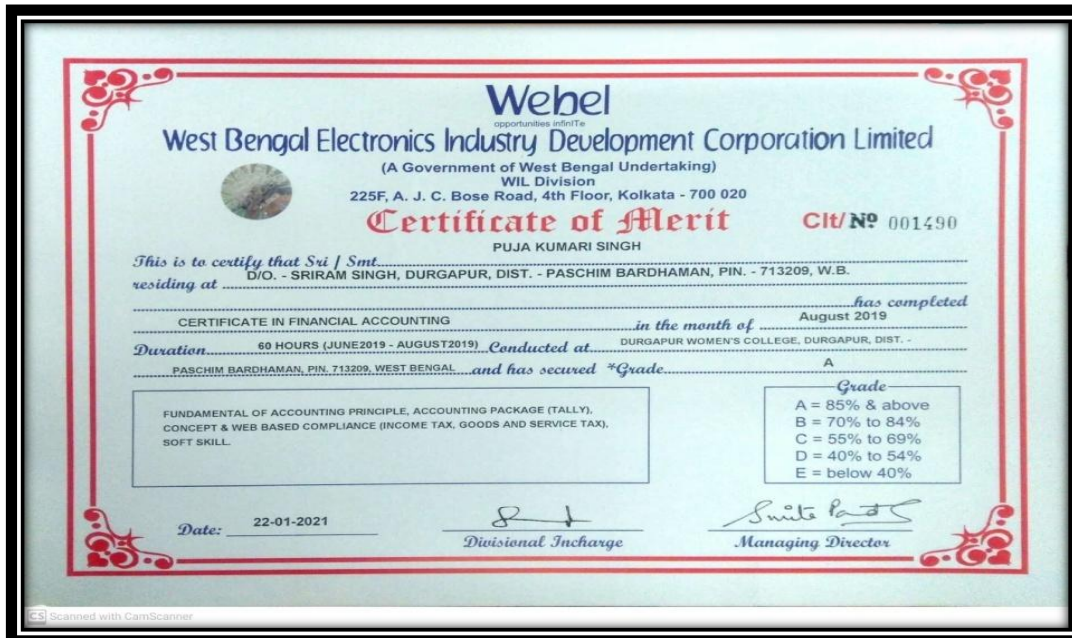 Webel
opportunities infinITe
West Bengal Electronics Industry Development Corporation Limited
(A Government of West Bengal Undertaking)
WIL Division
225F, A. J. C. Bose Road, 4th Floor, Kolkata - 700 020
Certificate of Merit
Clt/ Nº 001490
PUJA KUMARI SINGH
This is to certify that Sri / Smt
D/O. - SRIRAM SINGH, DURGAPUR, DIST. - PASCHIM BARDHAMAN, PIN. - 713209, W.B.
residing at
has completed
CERTIFICATE IN FINANCIAL ACCOUNTING in the month of August 2019
Duration 60 HOURS (JUNE2019 - AUGUST2019) Conducted at DURGAPUR WOMEN'S COLLEGE, DURGAPUR, DIST. -
PASCHIM BARDHAMAN, PIN. 713209, WEST BENGAL and has secured *Grade A
FUNDAMENTAL OF ACCOUNTING PRINCIPLE, ACCOUNTING PACKAGE (TALLY),
CONCEPT & WEB BASED COMPLIANCE (INCOME TAX, GOODS AND SERVICE TAX),
SOFT SKILL.
Grade
A = 85% & above
B = 70% to 84%
C = 55% to 69%
D = 40% to 54%
E = below 40%
Date: 22-01-2021
Divisional Incharge
Managing Director
CS Scanned with CamScanner